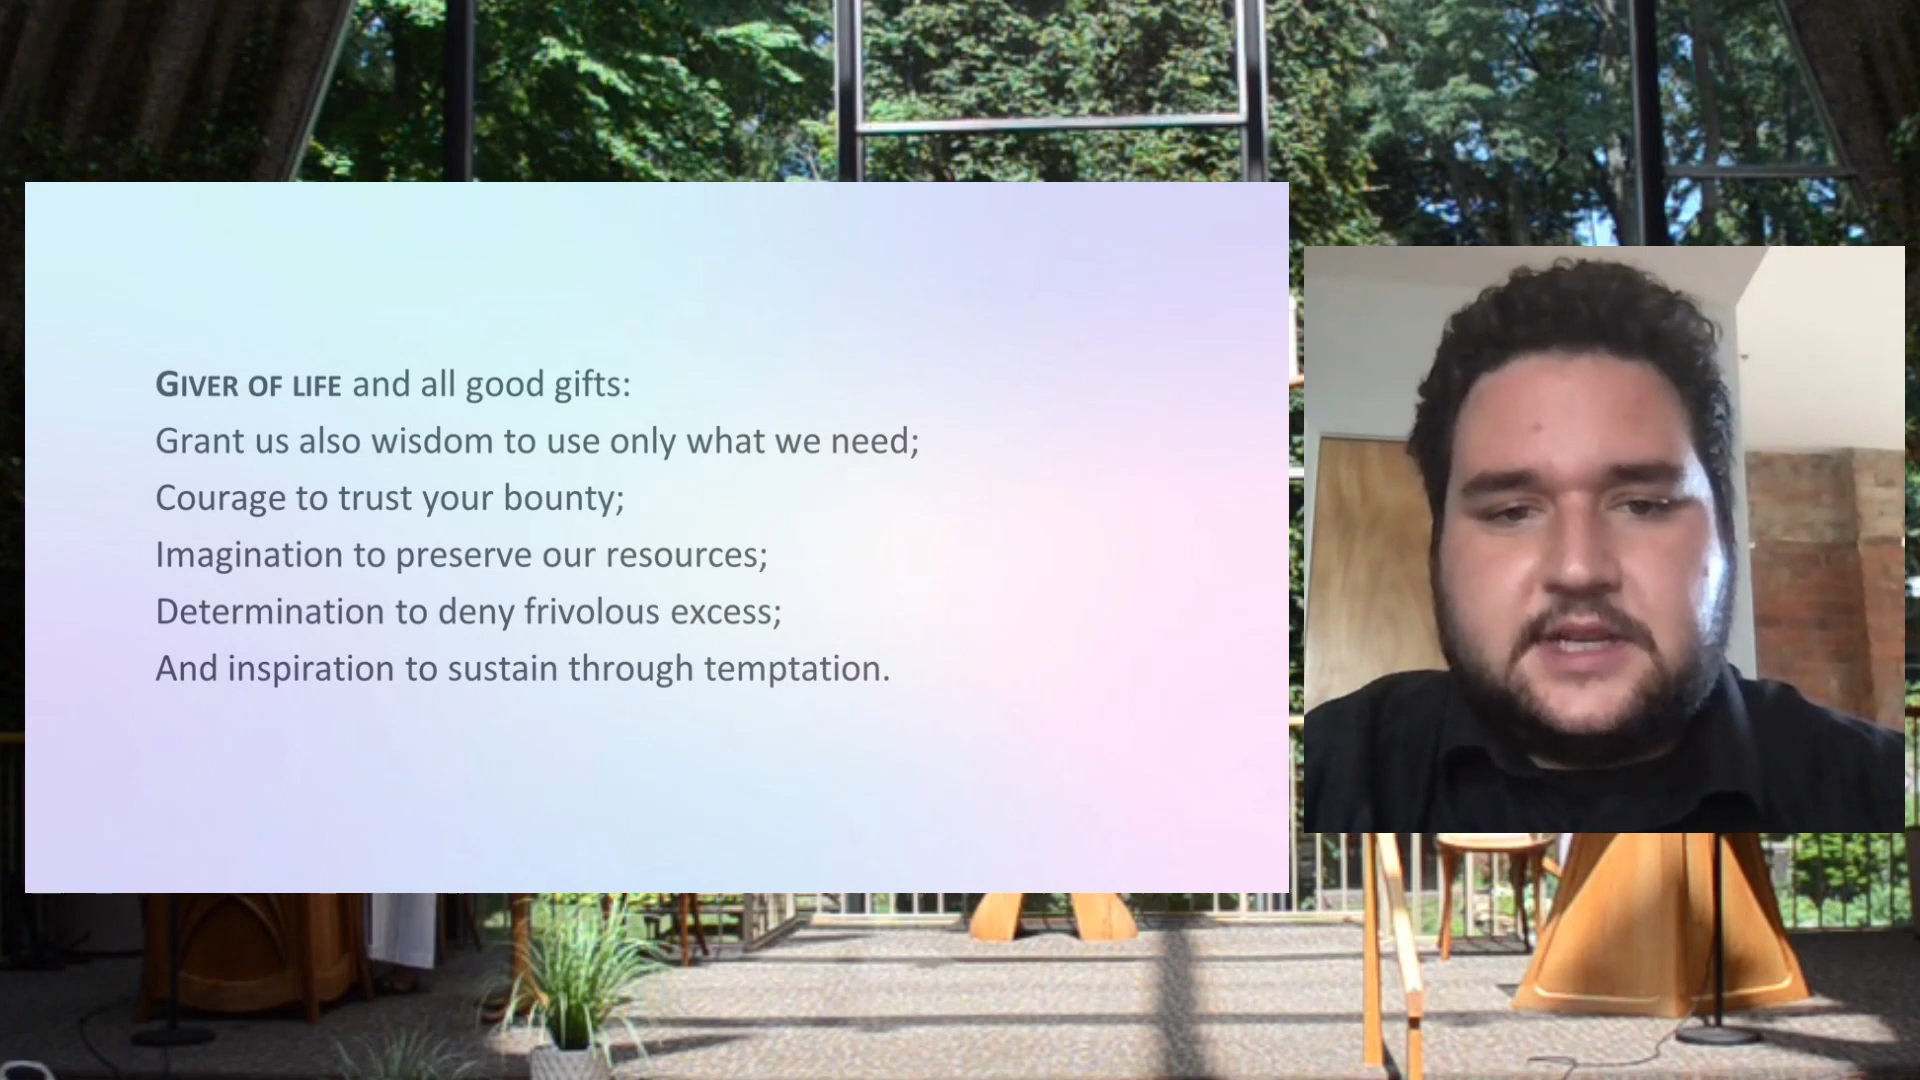 GIVER OF LIFE and all good gifts:
Grant us also wisdom to use only what we need;
Courage to trust your bounty;
Imagination to preserve our resources;
Determination to deny frivolous excess;
And inspiration to sustain through temptation.